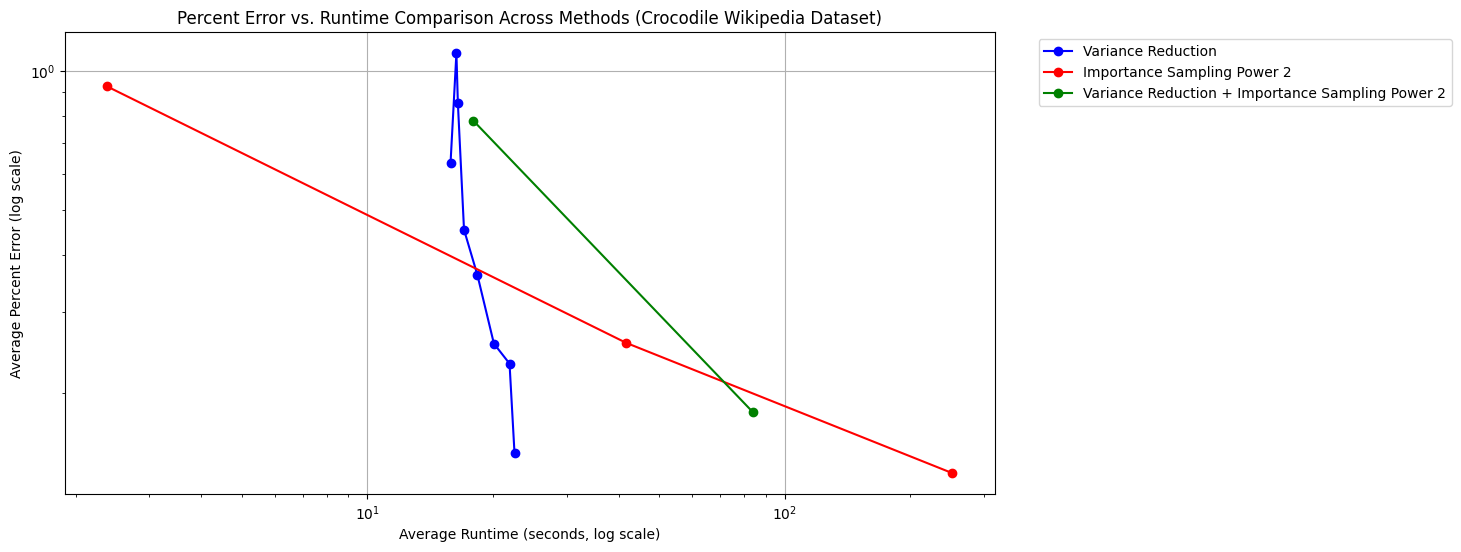 Percent Error vs. Runtime Comparison Across Methods (Crocodile Wikipedia Dataset)
Variance Reduction
Importance Sampling Power 2
Variance Reduction + Importance Sampling Power 2
Average Percent Error (log scale)
10⁰
10¹
10²
Average Runtime (seconds, log scale)